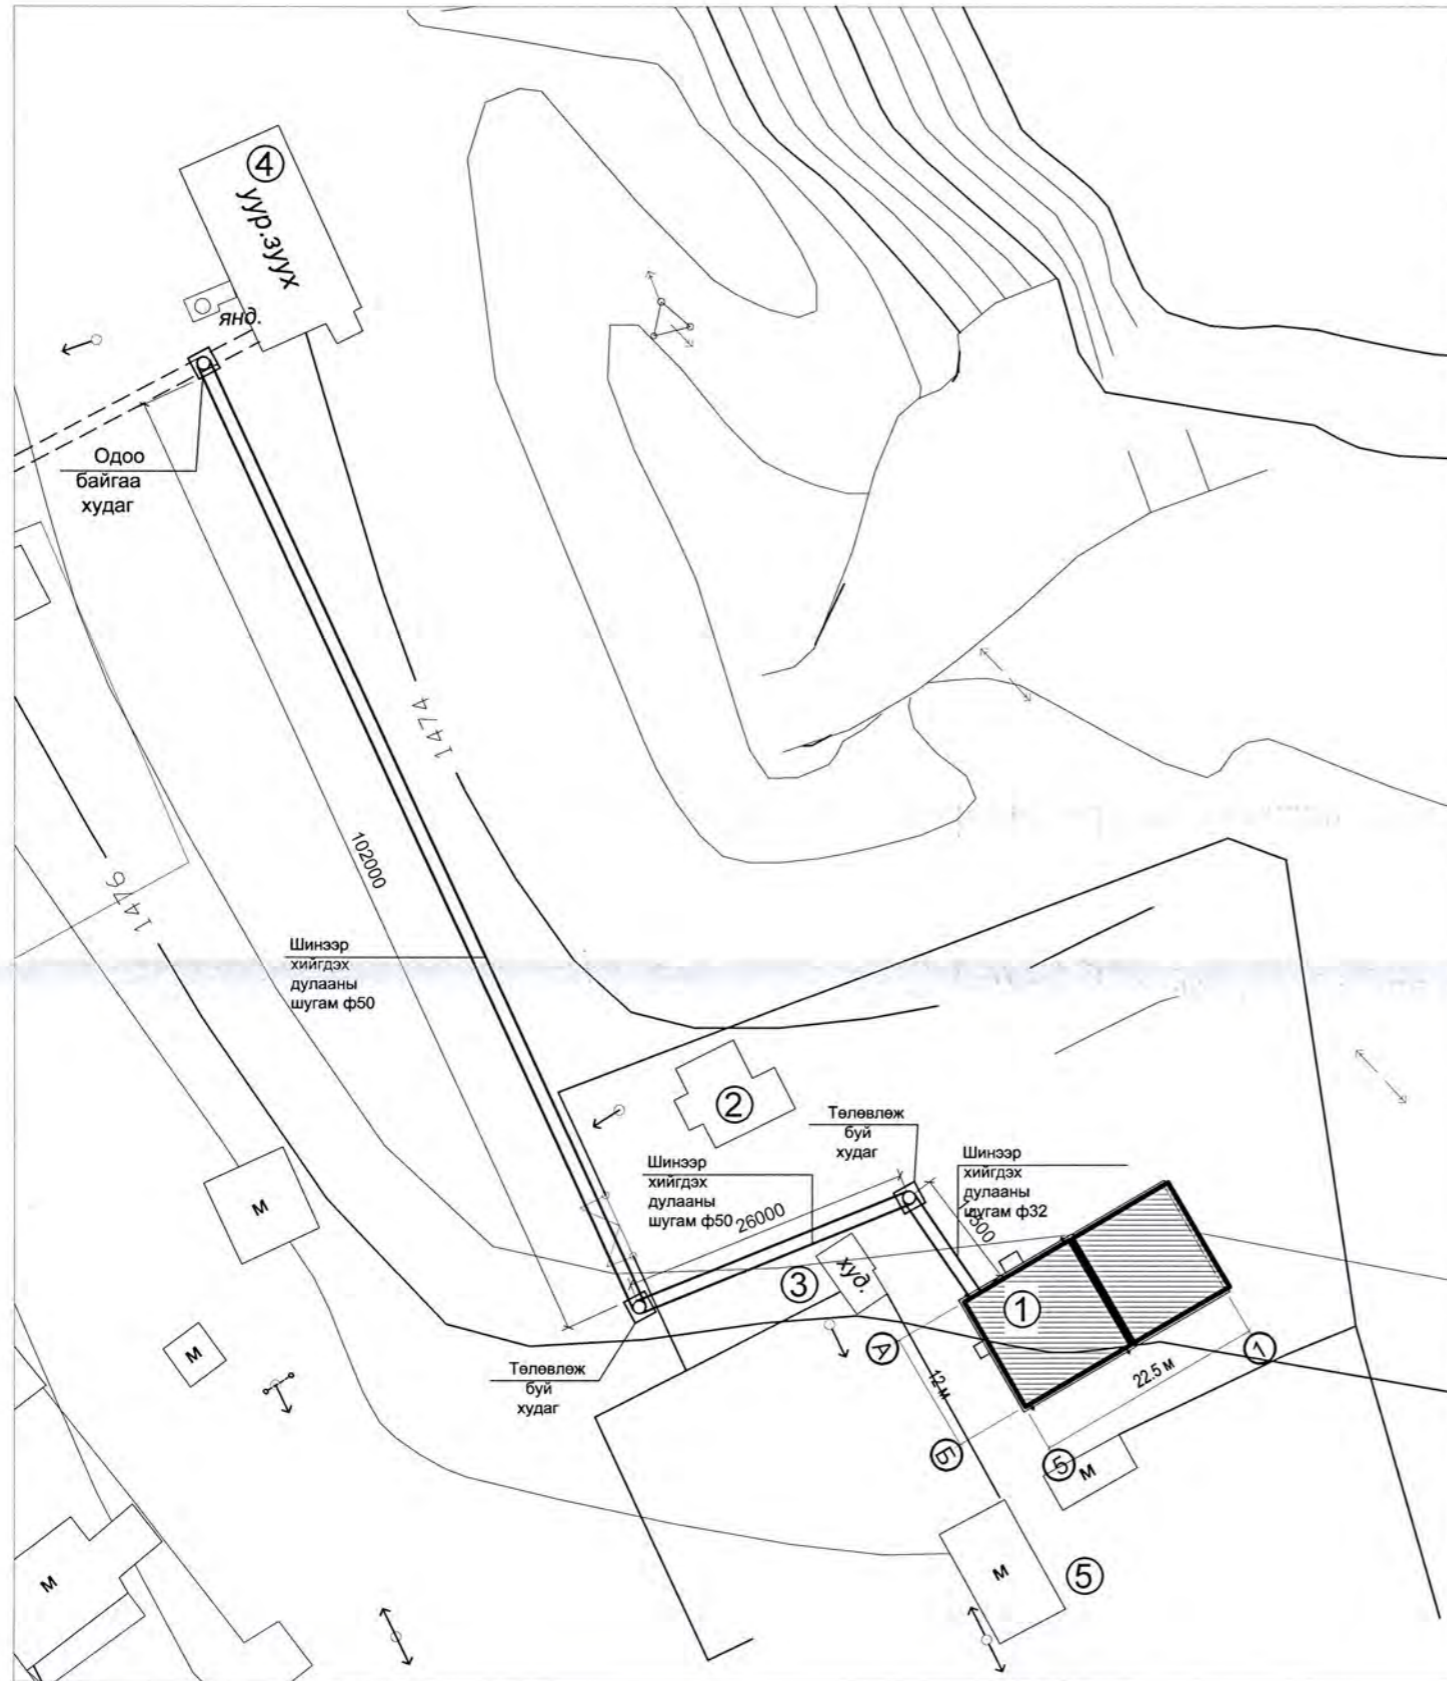 4
уур.зуух
янд.
Одоо
байгаа
худаг
1474
102000
1476
Шинээр
хийгдэх
дулааны
шугам ф50
2
Төлөвлөж
буй
худаг
Шинээр
хийгдэх
дулааны
шугам ф50
26000
Шинээр
хийгдэх
дулааны
шугам ф32
м
3
худ.
1
А
1
12 м
22.5 м
м
Төлөвлөж
буй
худаг
Б
5
м
м
м
5